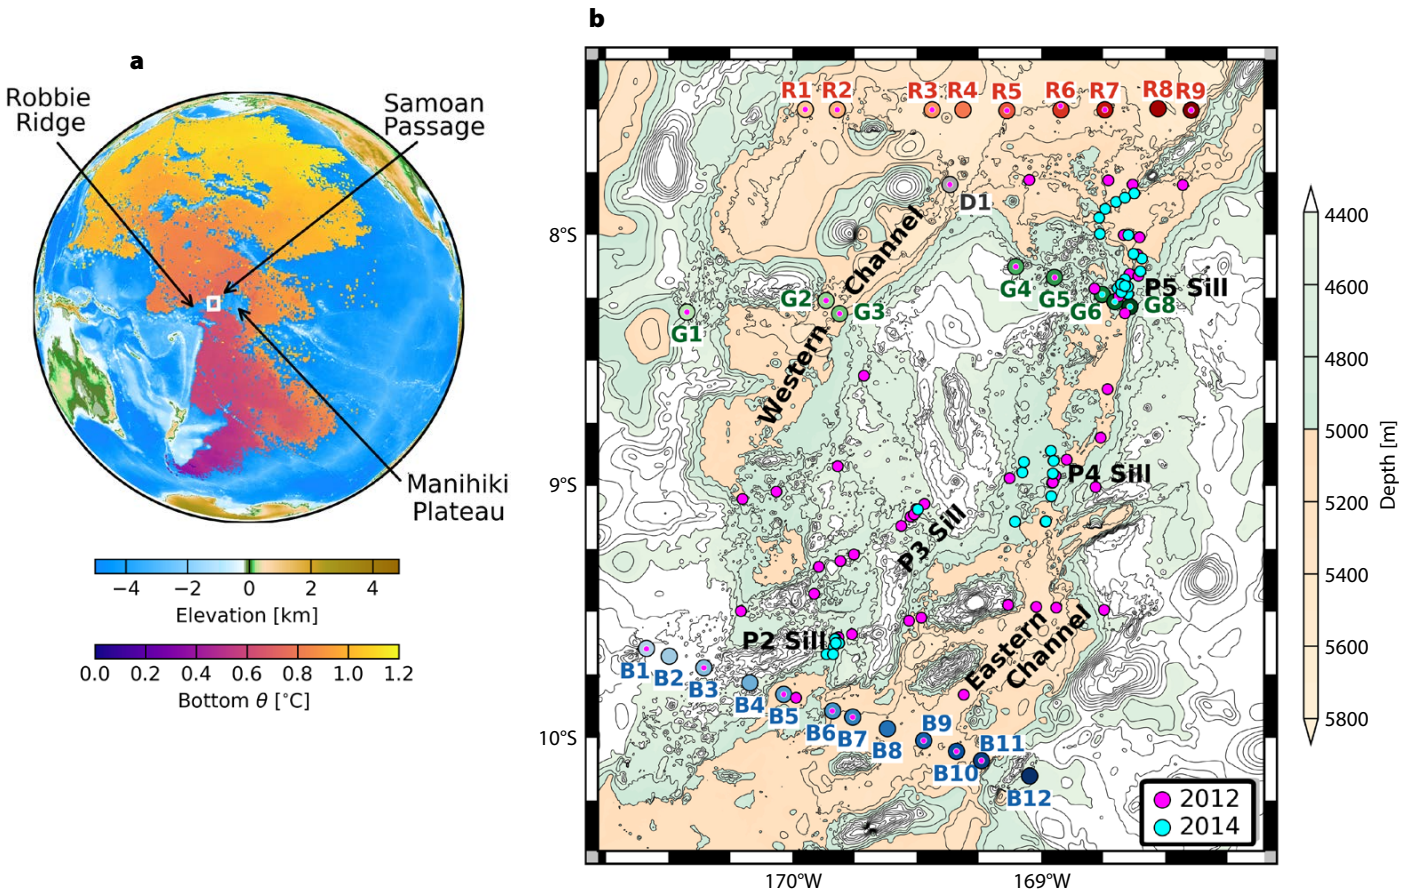 a
Robbie
Ridge
Samoan
Passage
Manihiki
Plateau
−4 −2 0 2 4
Elevation [km]
0.0 0.2 0.4 0.6 0.8 1.0 1.2
Bottom θ [˚C]
b
R1 R2 R3 R4 R5 R6 R7 R8 R9
D1
8°S
Western
Channel
G1
G2
G3
G4
G5
G6
G8
P5 Sill
P4 Sill
9°S
P3 Sill
P2 Sill
Eastern
Channel
B1
B2
B3
B4
B5
B6
B7
B8
B9
B10
B11
B12
10°S
2012
2014
170°W
169°W
4400
4600
4800
5000
5200
5400
5600
5800
Depth [m]